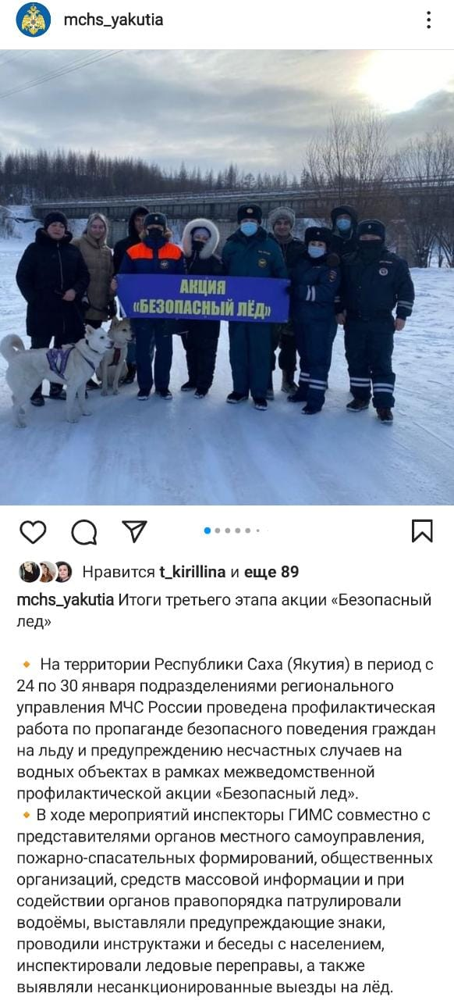 mchs_yakutia
АКЦИЯ
«БЕЗОПАСНЫЙ ЛЁД»
Нравится t_kirillina и еще 89
mchs_yakutia Итоги третьего этапа акции «Безопасный
лед»
🔸 На территории Республики Саха (Якутия) в период с
24 по 30 января подразделениями регионального
управления МЧС России проведена профилактическая
работа по пропаганде безопасного поведения граждан
на льду и предупреждению несчастных случаев на
водных объектах в рамках межведомственной
профилактической акции «Безопасный лед».
🔸В ходе мероприятий инспекторы ГИМС совместно с
представителями органов местного самоуправления,
пожарно-спасательных формирований, общественных
организаций, средств массовой информации и при
содействии органов правопорядка патрулировали
водоёмы, выставляли предупреждающие знаки,
проводили инструктажи и беседы с населением,
инспектировали ледовые переправы, а также
выявляли несанкционированные выезды на лёд.